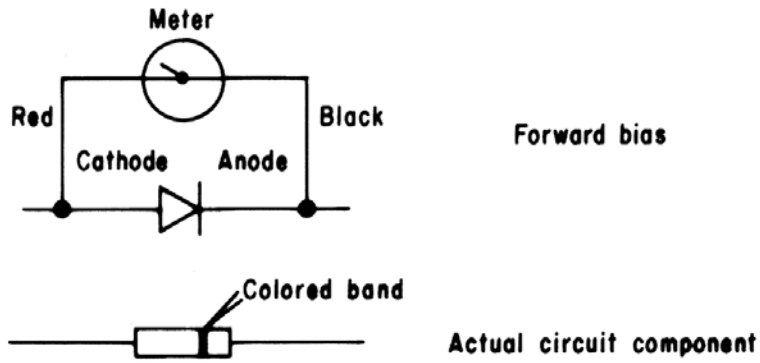 Meter
Red
Black
Forward bias
Cathode
Anode
Colored band
Actual circuit component